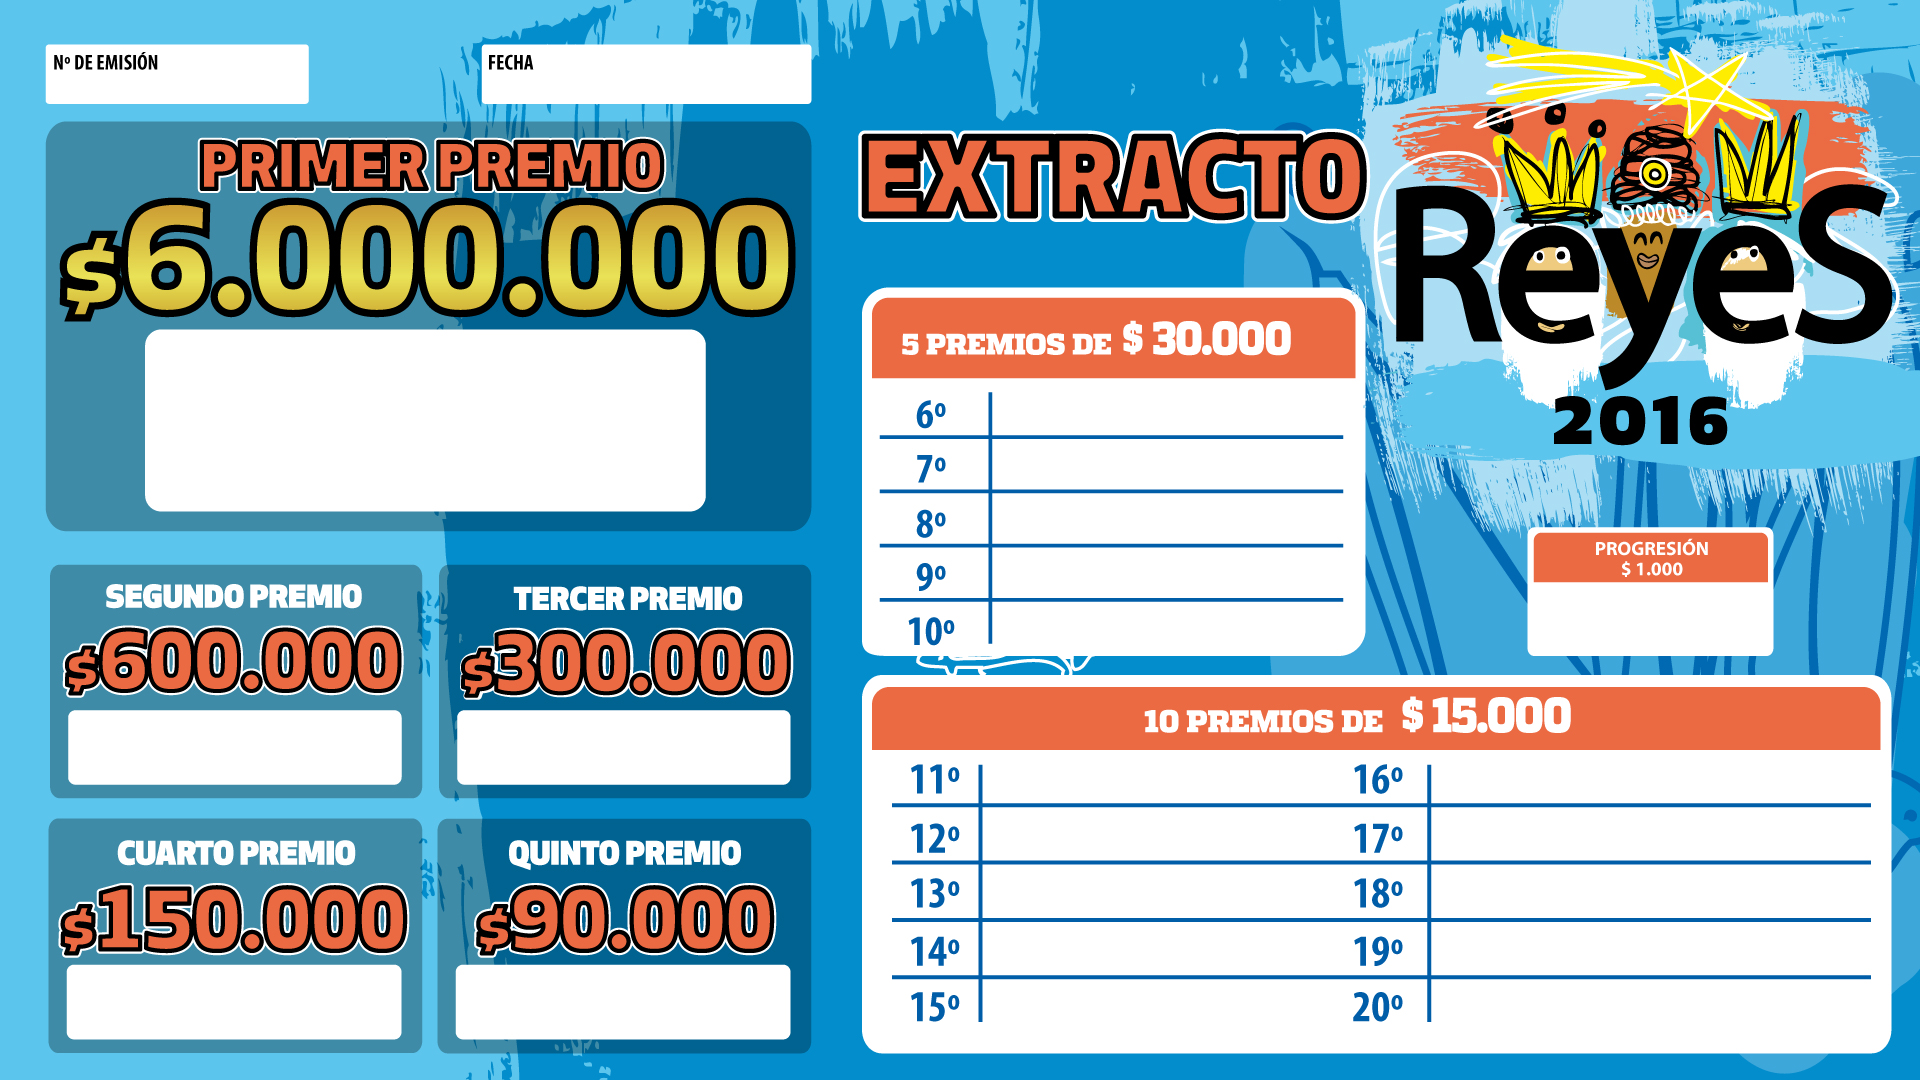 Nº DE EMISIÓN
FECHA
PRIMER PREMIO
$6.000.000
SEGUNDO PREMIO
$600.000
TERCER PREMIO
$300.000
CUARTO PREMIO
$150.000
QUINTO PREMIO
$90.000
EXTRACTO
ReyeS
2016
5 PREMIOS DE $ 30.000
6º
7º
8º
9º
10º
PROGRESIÓN
$ 1.000
10 PREMIOS DE $ 15.000
11º
12º
13º
14º
15º
16º
17º
18º
19º
20º